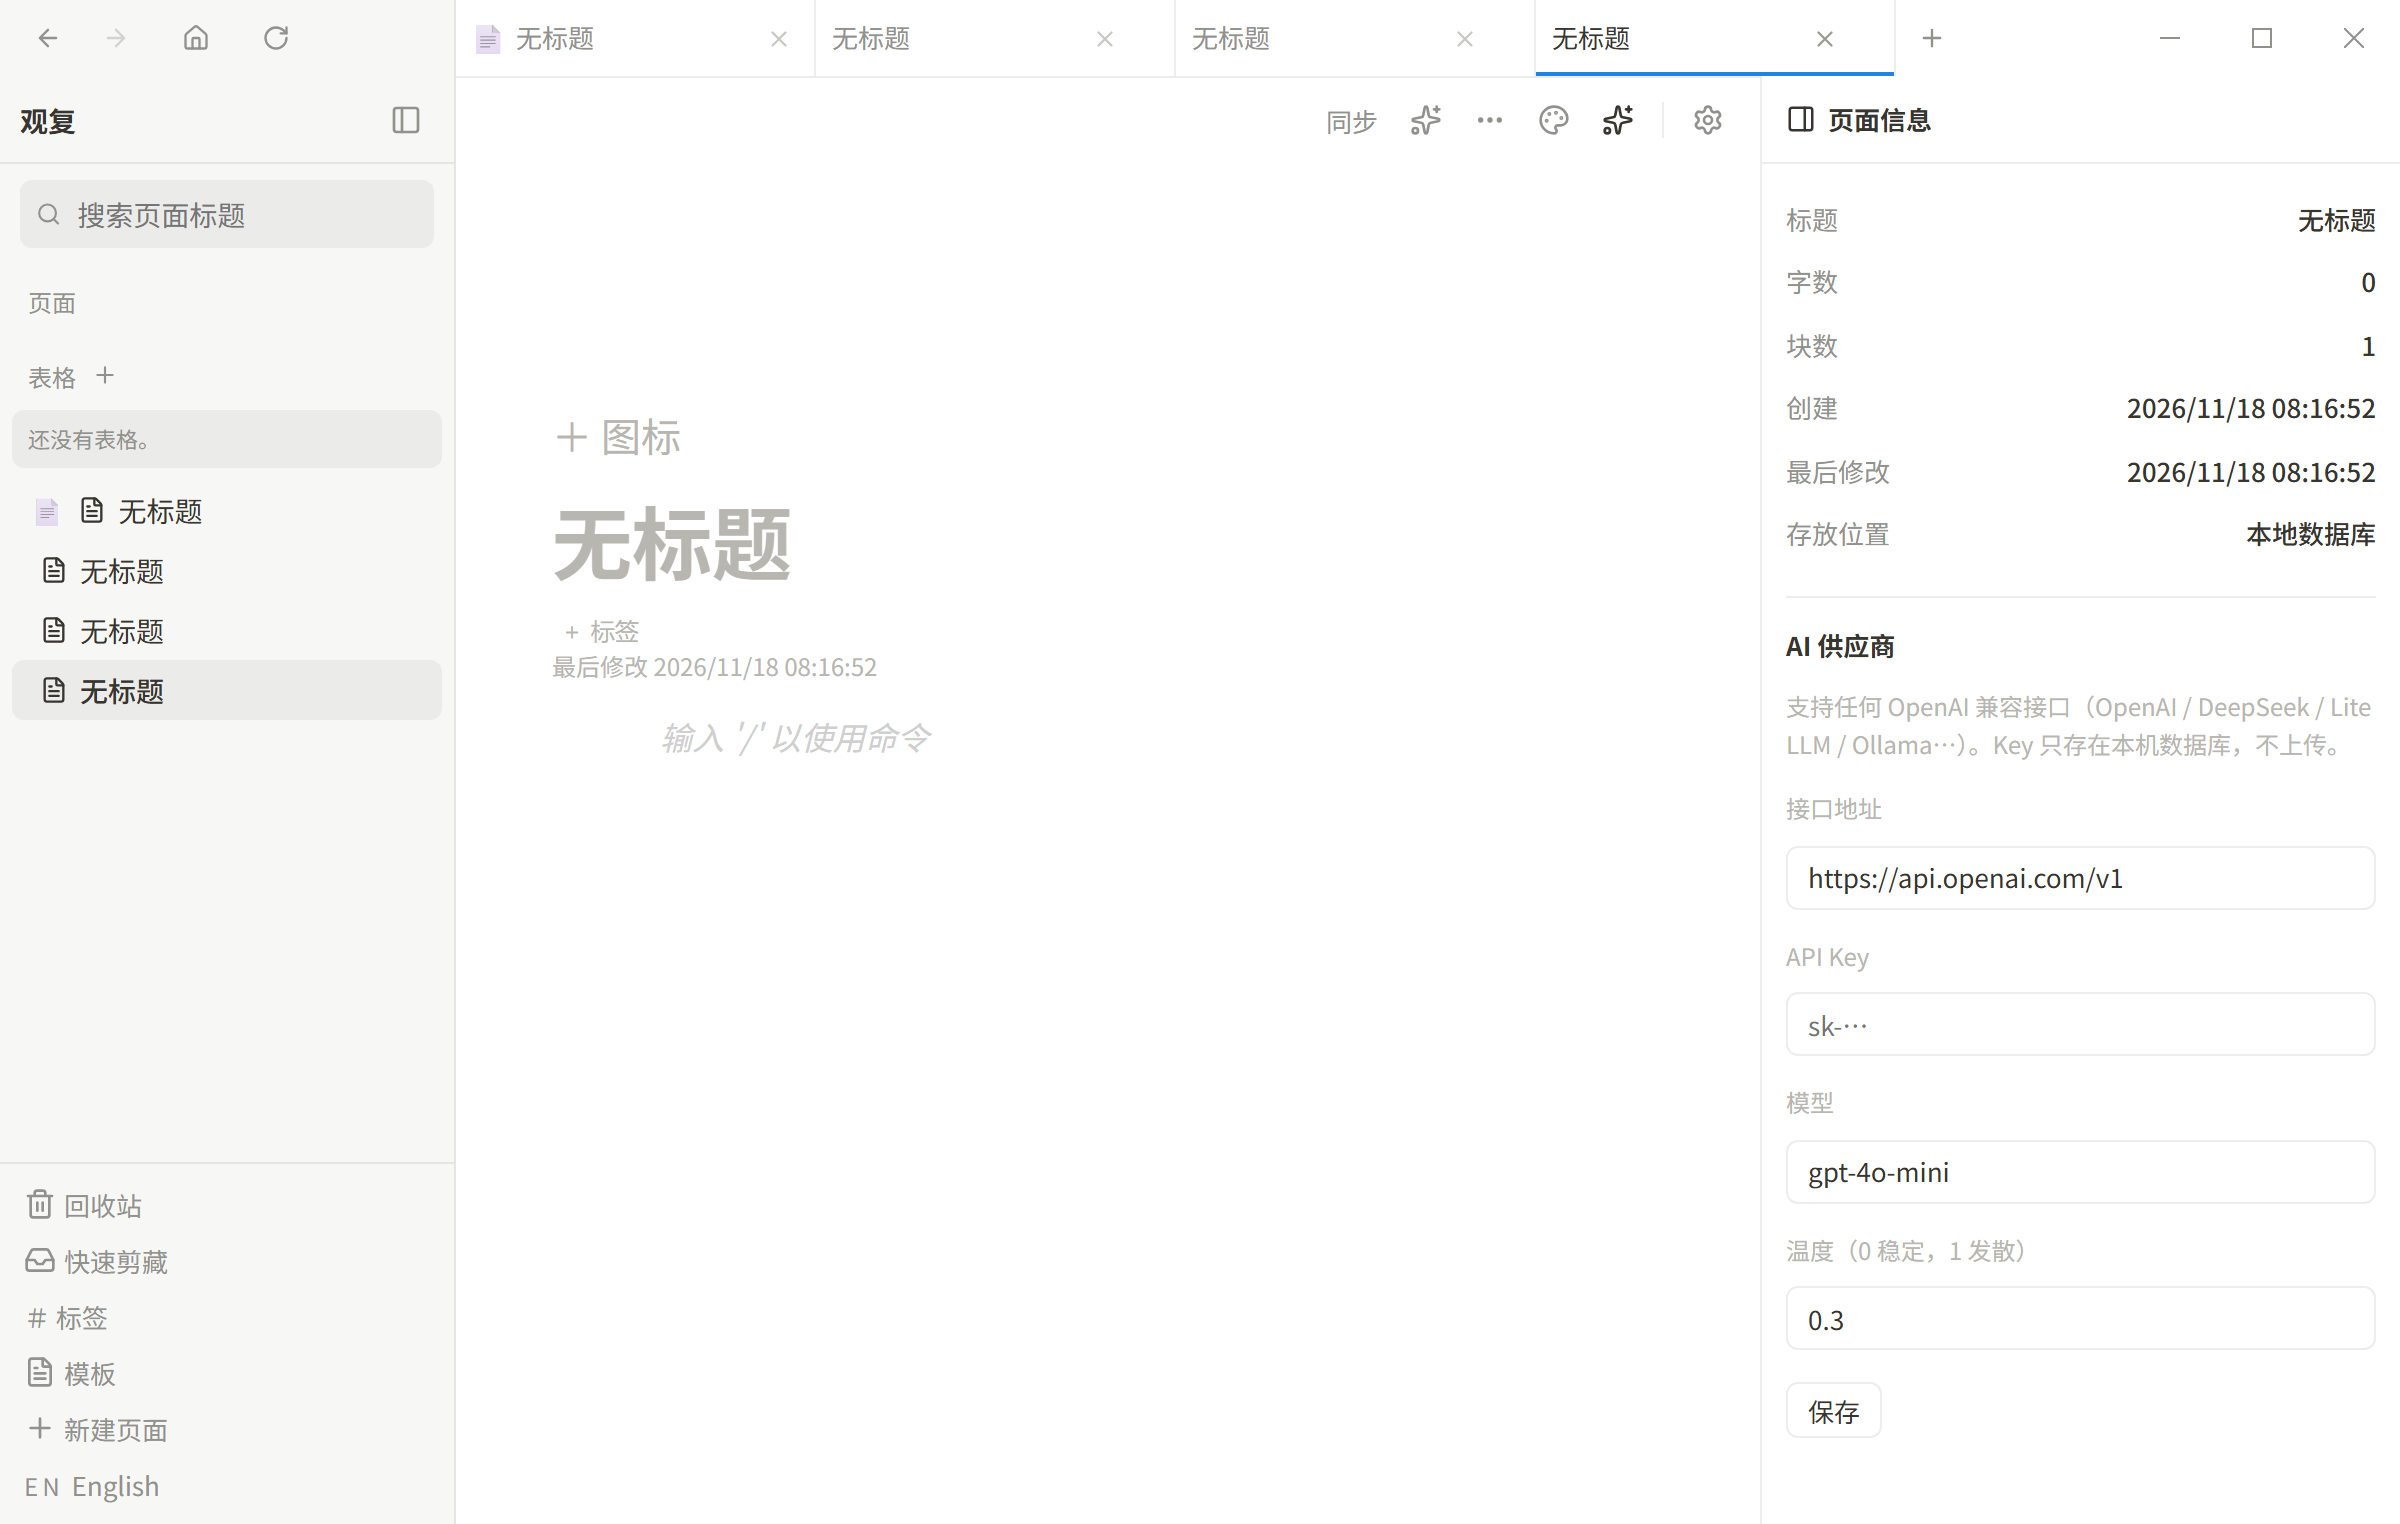 无标题
无标题
无标题
无标题
观复
搜索页面标题
页面
表格 +
还没有表格。
无标题
无标题
无标题
无标题
回收站
快速剪藏
# 标签
模板
+ 新建页面
EN English
同步
+ 图标
无标题
+ 标签
最后修改 2026/11/18 08:16:52
输入 '/' 以使用命令
页面信息
标题 无标题
字数 0
块数 1
创建 2026/11/18 08:16:52
最后修改 2026/11/18 08:16:52
存放位置 本地数据库
AI 供应商
支持任何 OpenAI 兼容接口（OpenAI / DeepSeek / Lite
LLM / Ollama…）。Key 只存在本机数据库，不上传。
接口地址
https://api.openai.com/v1
API Key
sk-…
模型
gpt-4o-mini
温度（0 稳定，1 发散）
0.3
保存